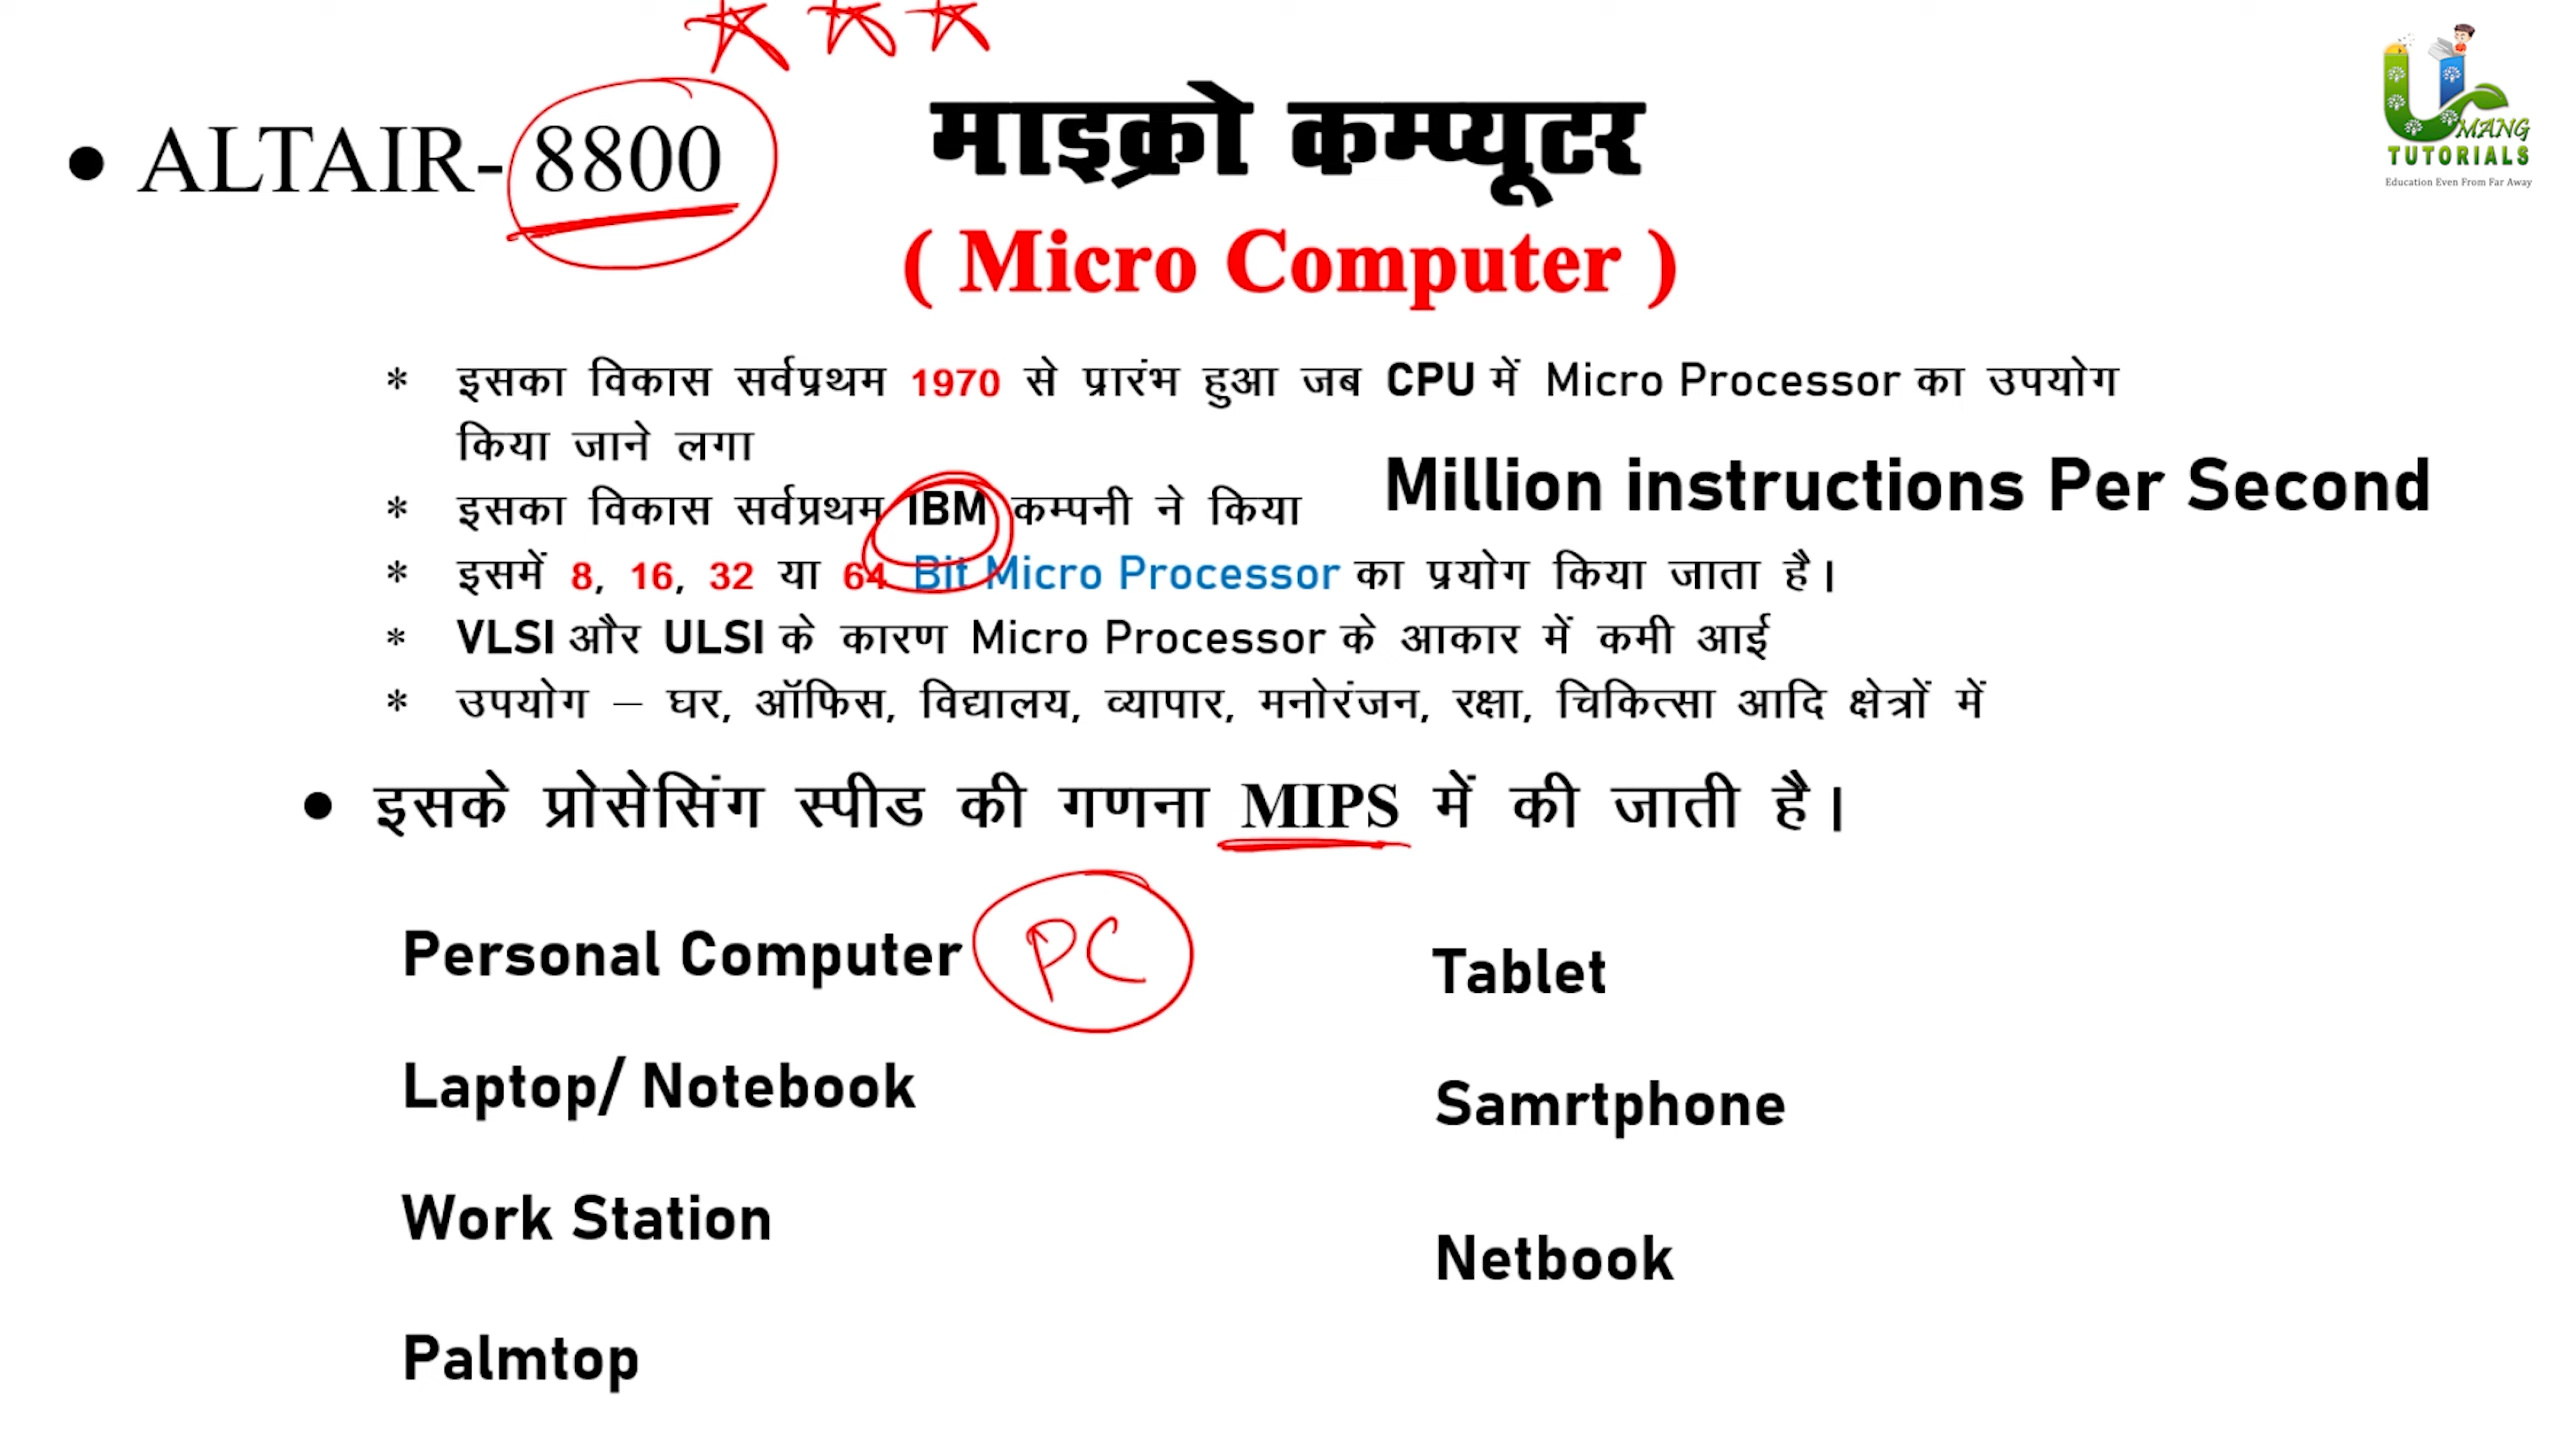 • ALTAIR-8800
माइक्रो कम्प्यूटर
( Micro Computer )
UMANG
TUTORIALS
Education Even From Far Away
* इसका विकास सर्वप्रथम 1970 से प्रारंभ हुआ जब CPU में Micro Processor का उपयोग
किया जाने लगा
* इसका विकास सर्वप्रथम IBM कम्पनी ने किया
Million instructions Per Second
* इसमें 8, 16, 32 या 64 Bit Micro Processor का प्रयोग किया जाता है।
* VLSI और ULSI के कारण Micro Processor के आकार में कमी आई
* उपयोग – घर, ऑफिस, विद्यालय, व्यापार, मनोरंजन, रक्षा, चिकित्सा आदि क्षेत्रों में
• इसके प्रोसेसिंग स्पीड की गणना MIPS में की जाती है।
Personal Computer PC
Laptop/ Notebook
Work Station
Palmtop
Tablet
Samrtphone
Netbook